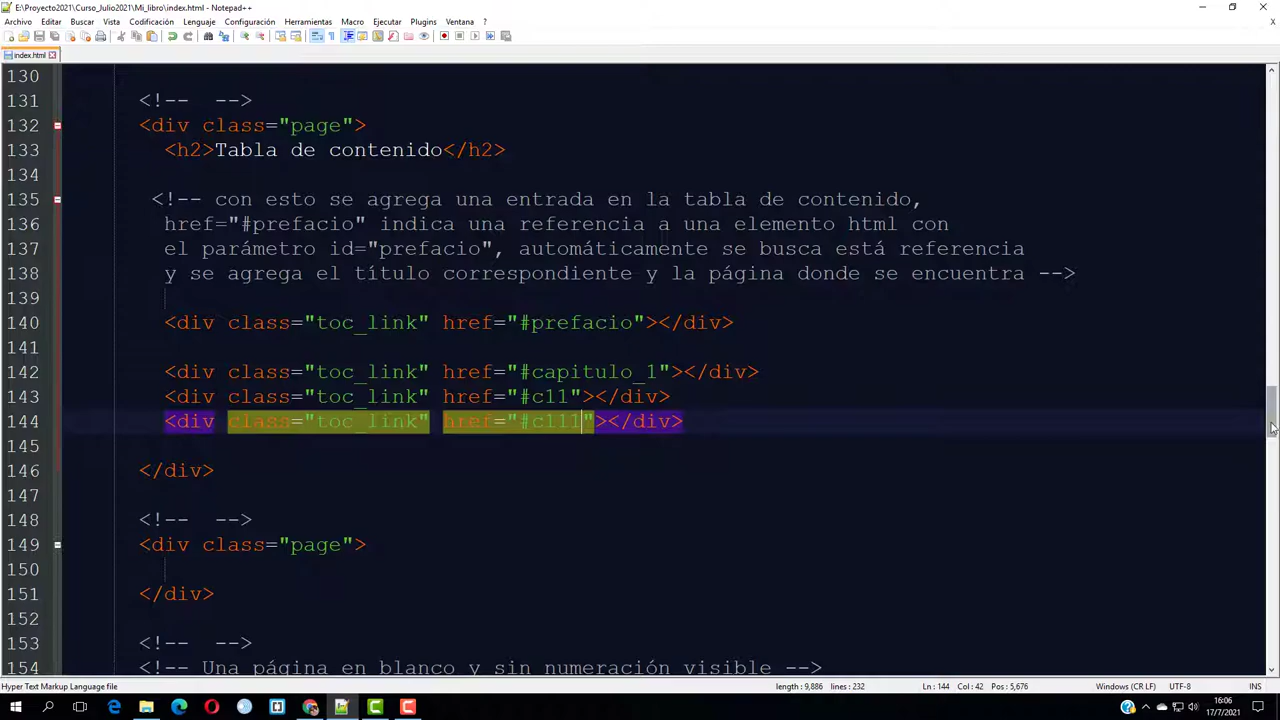 E:\Proyecto2021\Curso_Julio2021\Mi_libro\index.html - Notepad++
Archivo Editar Buscar Vista Codificación Lenguaje Configuración Herramientas Macro Ejecutar Plugins Ventana ?
index.html
130
131 <!--  -->
132 <div class="page">
133 <h2>Tabla de contenido</h2>
134
135 <!-- con esto se agrega una entrada en la tabla de contenido,
136 href="#prefacio" indica una referencia a una elemento html con
137 el parámetro id="prefacio", automáticamente se busca está referencia
138 y se agrega el título correspondiente y la página donde se encuentra -->
139
140 <div class="toc_link" href="#prefacio"></div>
141
142 <div class="toc_link" href="#capitulo_1"></div>
143 <div class="toc_link" href="#c11"></div>
144 <div class="toc_link" href="#c111"></div>
145
146 </div>
147
148 <!--  -->
149 <div class="page">
150
151 </div>
152
153 <!--  -->
154 <!-- Una página en blanco y sin numeración visible -->
Hyper Text Markup Language file length : 9,886 lines : 232 Ln : 144 Col : 42 Pos : 5,676 Windows (CR LF) UTF-8 INS
16:06
17/7/2021